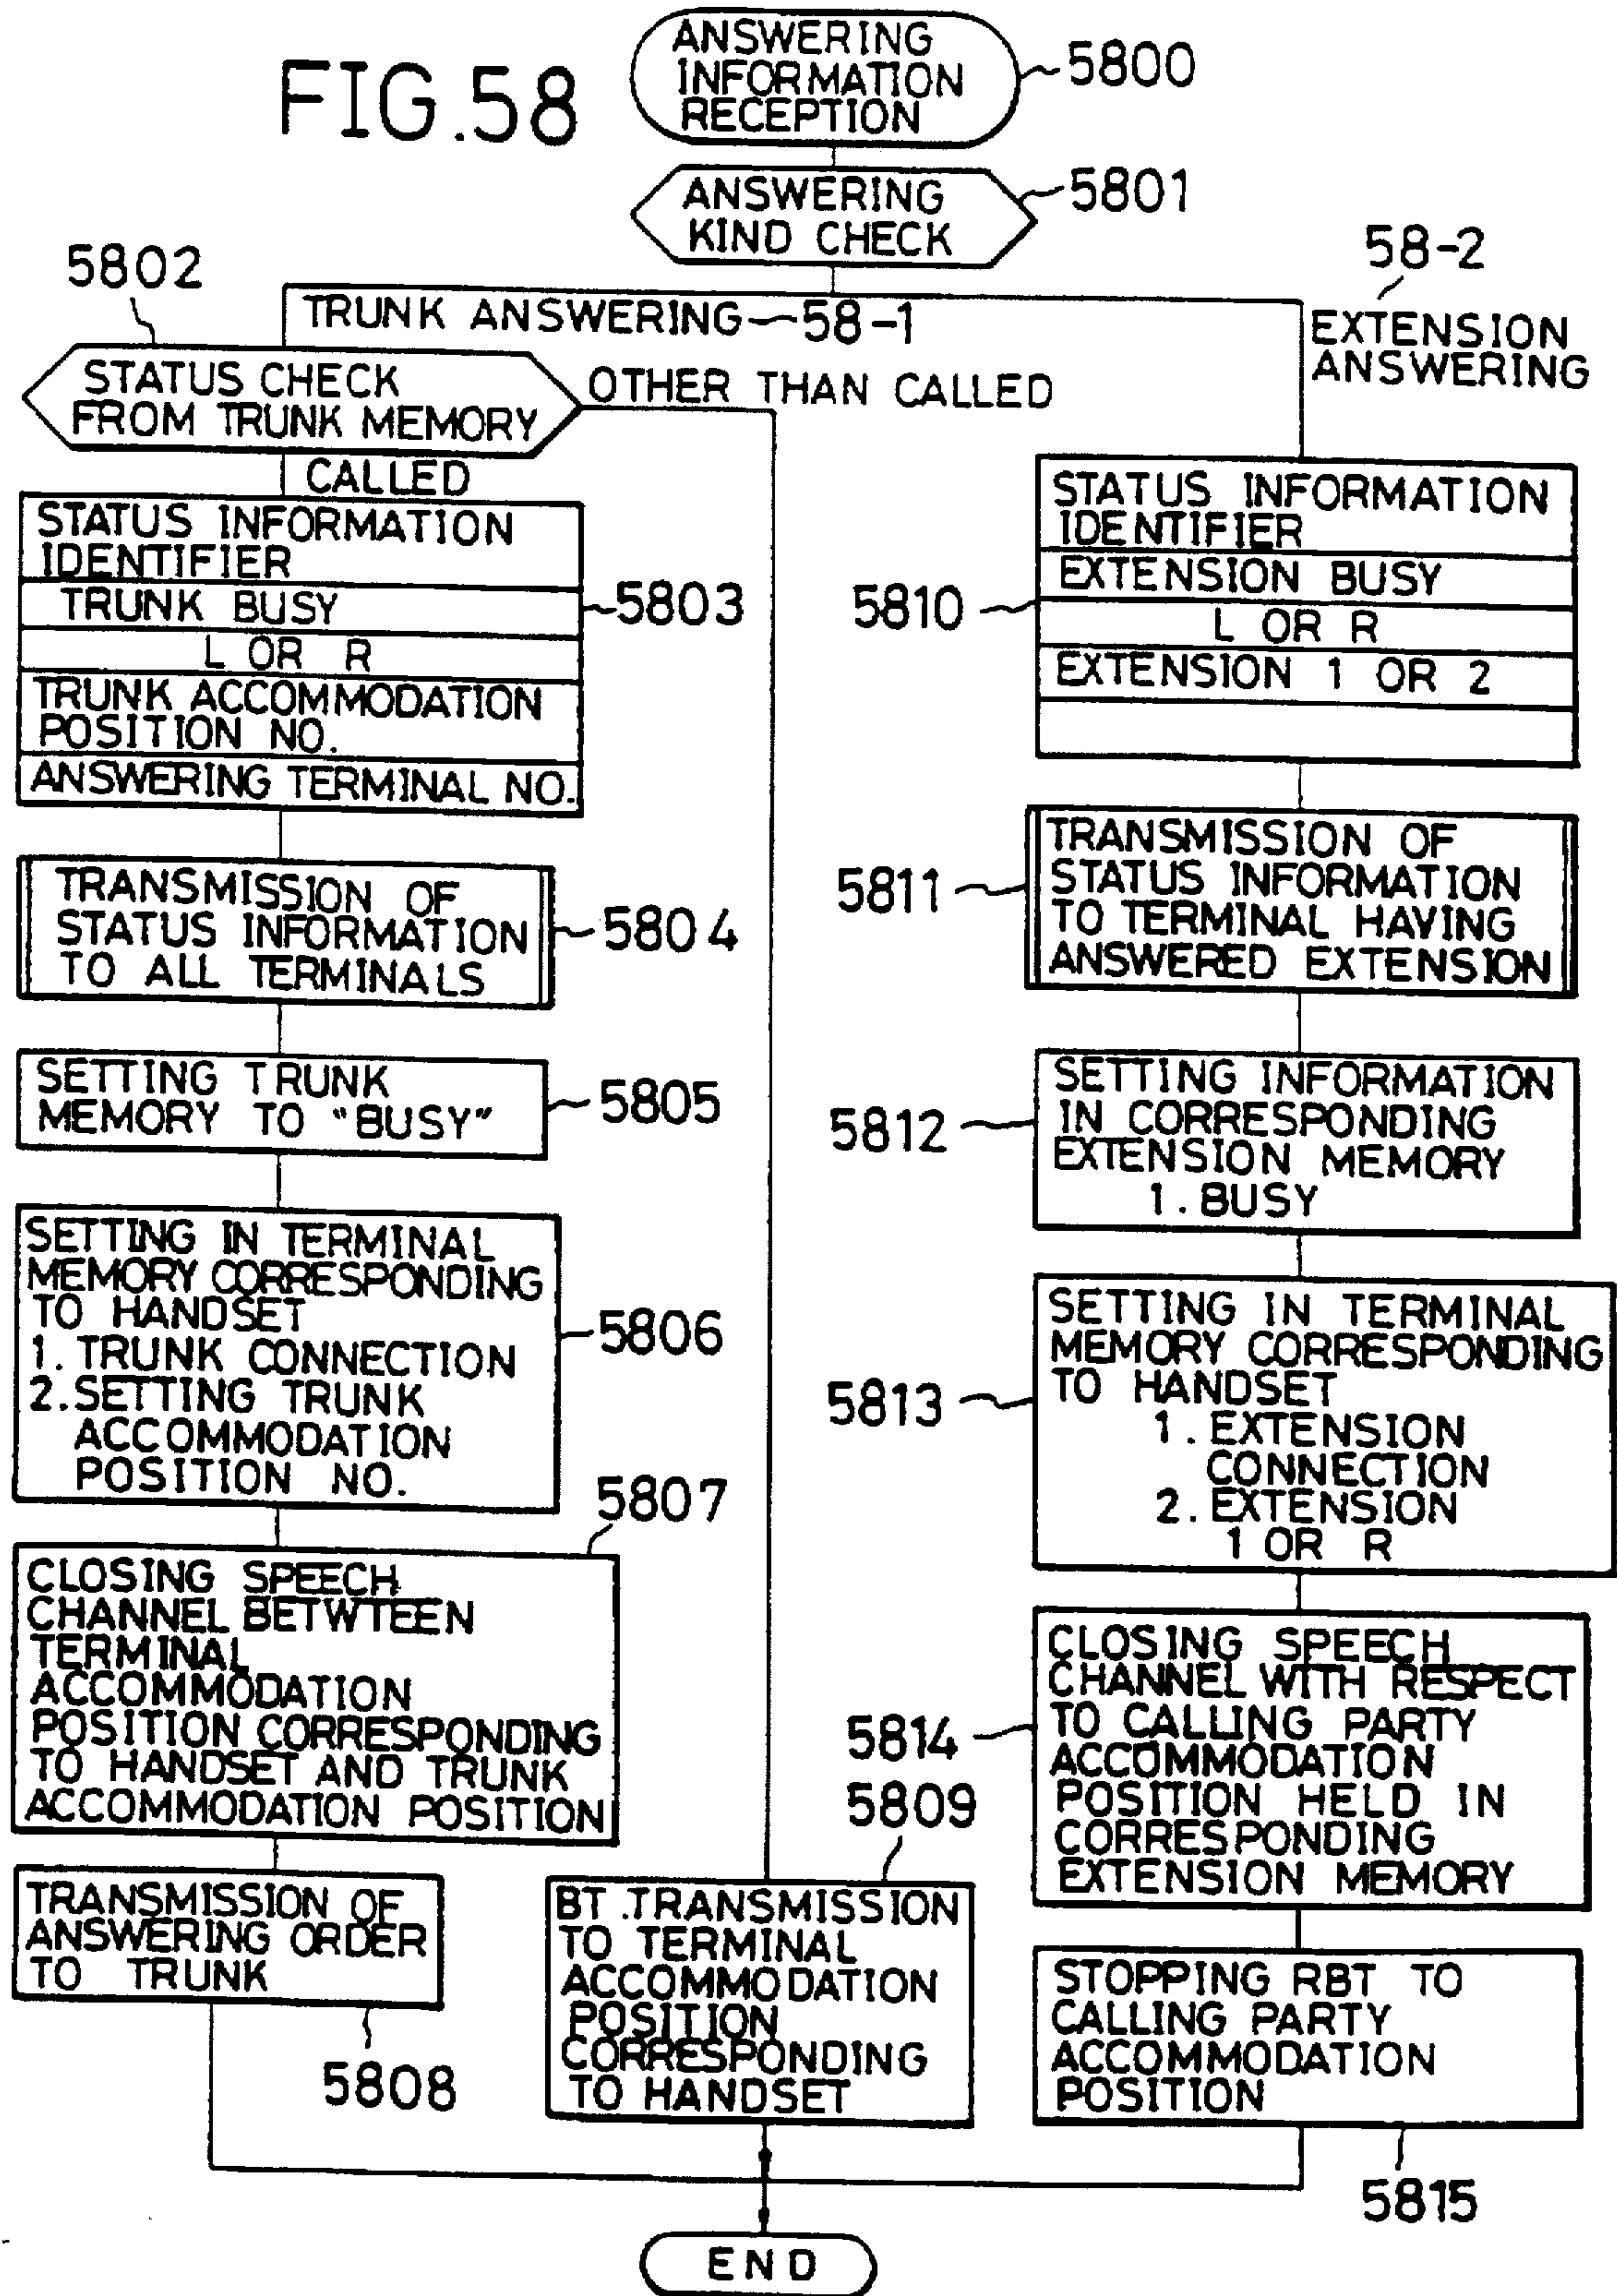 FIG.58
ANSWERING
INFORMATION
RECEPTION
5800
ANSWERING
KIND CHECK
5801
5802
TRUNK ANSWERING
58-1
58-2
EXTENSION
ANSWERING
STATUS CHECK
FROM TRUNK MEMORY
OTHER THAN CALLED
CALLED
STATUS INFORMATION
IDENTIFIER
TRUNK BUSY
L OR R
TRUNK ACCOMMODATION
POSITION NO.
ANSWERING TERMINAL NO.
5803
TRANSMISSION OF
STATUS INFORMATION
TO ALL TERMINALS
5804
SETTING TRUNK
MEMORY TO "BUSY"
5805
SETTING IN TERMINAL
MEMORY CORRESPONDING
TO HANDSET
1. TRUNK CONNECTION
2. SETTING TRUNK
ACCOMMODATION
POSITION NO.
5806
5807
CLOSING SPEECH
CHANNEL BETWTEEN
TERMINAL
ACCOMMODATION
POSITION CORRESPONDING
TO HANDSET AND TRUNK
ACCOMMODATION POSITION
TRANSMISSION OF
ANSWERING ORDER
TO TRUNK
5808
5809
BT TRANSMISSION
TO TERMINAL
ACCOMMODATION
POSITION
CORRESPONDING
TO HANDSET
STATUS INFORMATION
IDENTIFIER
EXTENSION BUSY
L OR R
EXTENSION 1 OR 2
5810
TRANSMISSION OF
STATUS INFORMATION
TO TERMINAL HAVING
ANSWERED EXTENSION
5811
SETTING INFORMATION
IN CORRESPONDING
EXTENSION MEMORY
1. BUSY
5812
SETTING IN TERMINAL
MEMORY CORRESPONDING
TO HANDSET
1. EXTENSION
CONNECTION
2. EXTENSION
1 OR R
5813
CLOSING SPEECH
CHANNEL WITH RESPECT
TO CALLING PARTY
ACCOMMODATION
POSITION HELD IN
CORRESPONDING
EXTENSION MEMORY
5814
STOPPING RBT TO
CALLING PARTY
ACCOMMODATION
POSITION
5815
END